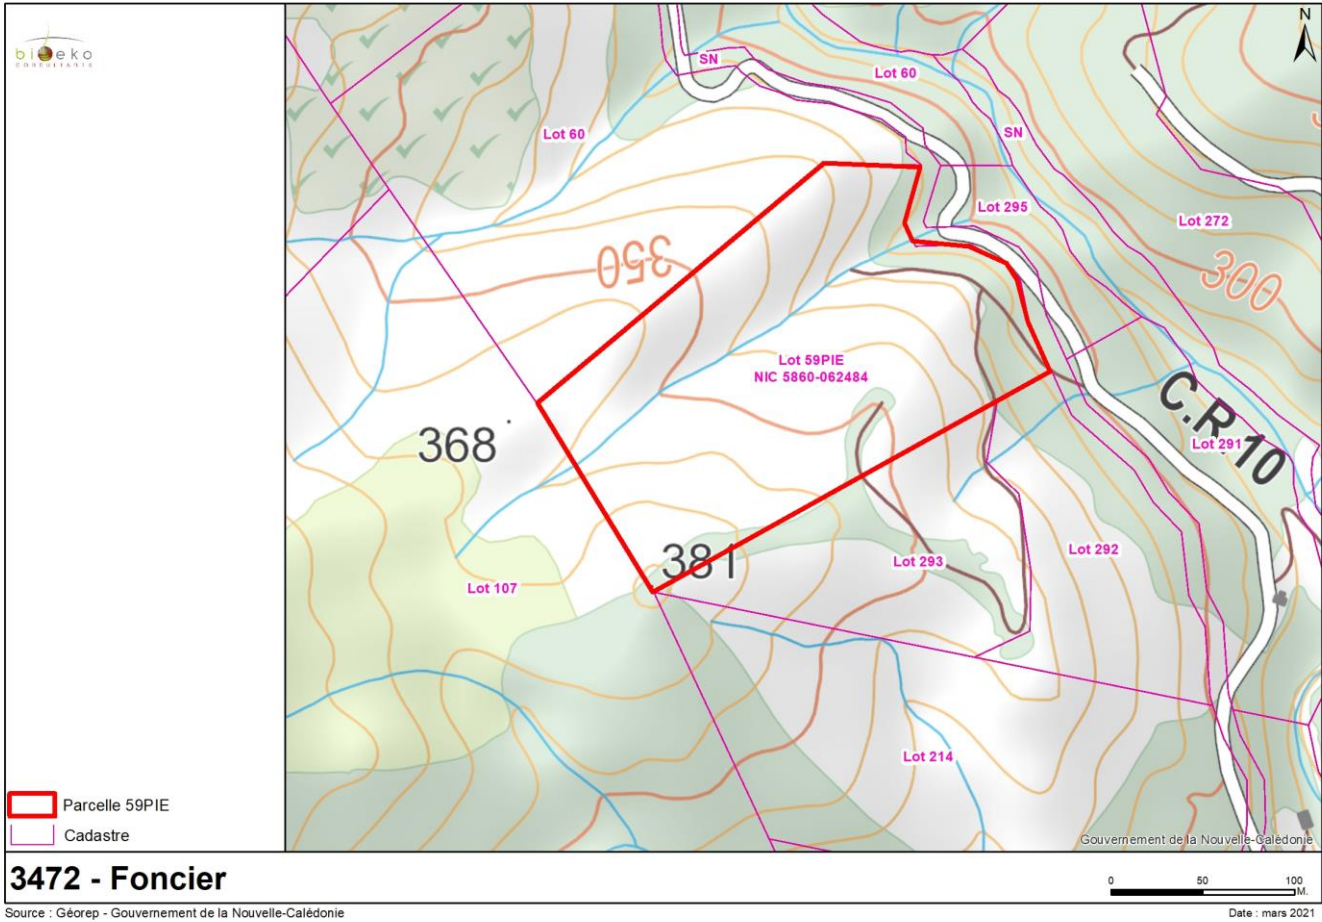 bioeko
CONSULTANTS
N
SN
Lot 60
Lot 60
SN
Lot 295
Lot 272
350
300
Lot 59PIE
NIC 5860-062484
C.R.10
368
Lot 291
381
Lot 293
Lot 292
Lot 107
Lot 214
Parcelle 59PIE
Cadastre
Gouvernement de la Nouvelle-Calédonie
3472 - Foncier
0 50 100
M.
Source : Géorep - Gouvernement de la Nouvelle-Calédonie
Date : mars 2021